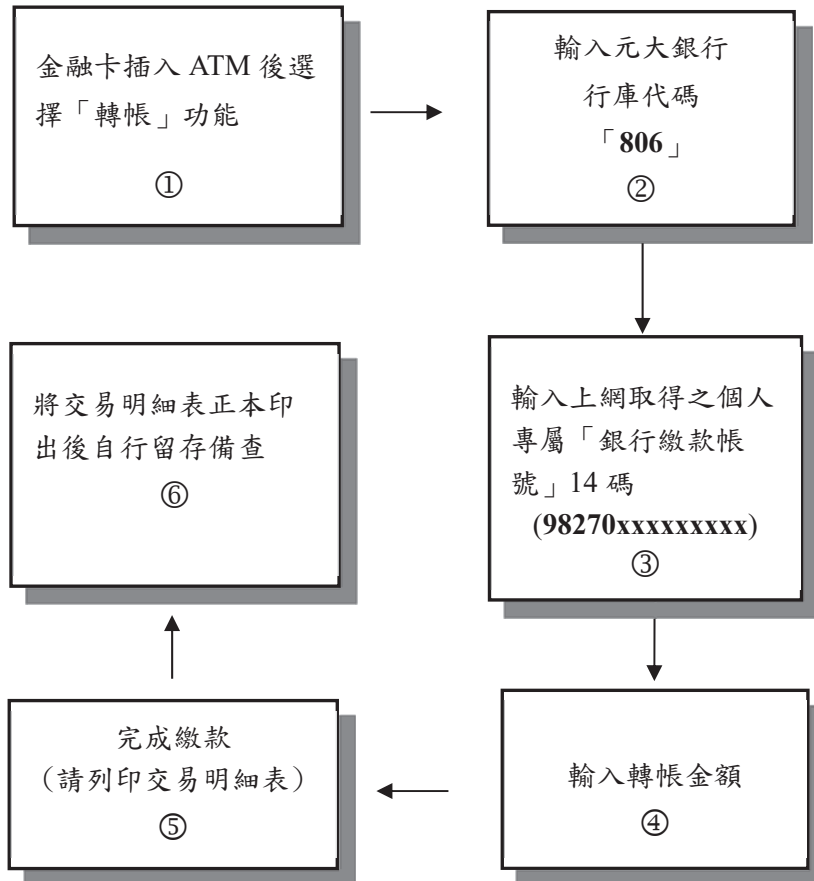 金融卡插入 ATM 後選
擇「轉帳」功能
①
輸入元大銀行
行庫代碼
「806」
②
輸入上網取得之個人
專屬「銀行繳款帳
號」14 碼
(98270xxxxxxxxx)
③
輸入轉帳金額
④
完成繳款
(請列印交易明細表)
⑤
將交易明細表正本印
出後自行留存備查
⑥